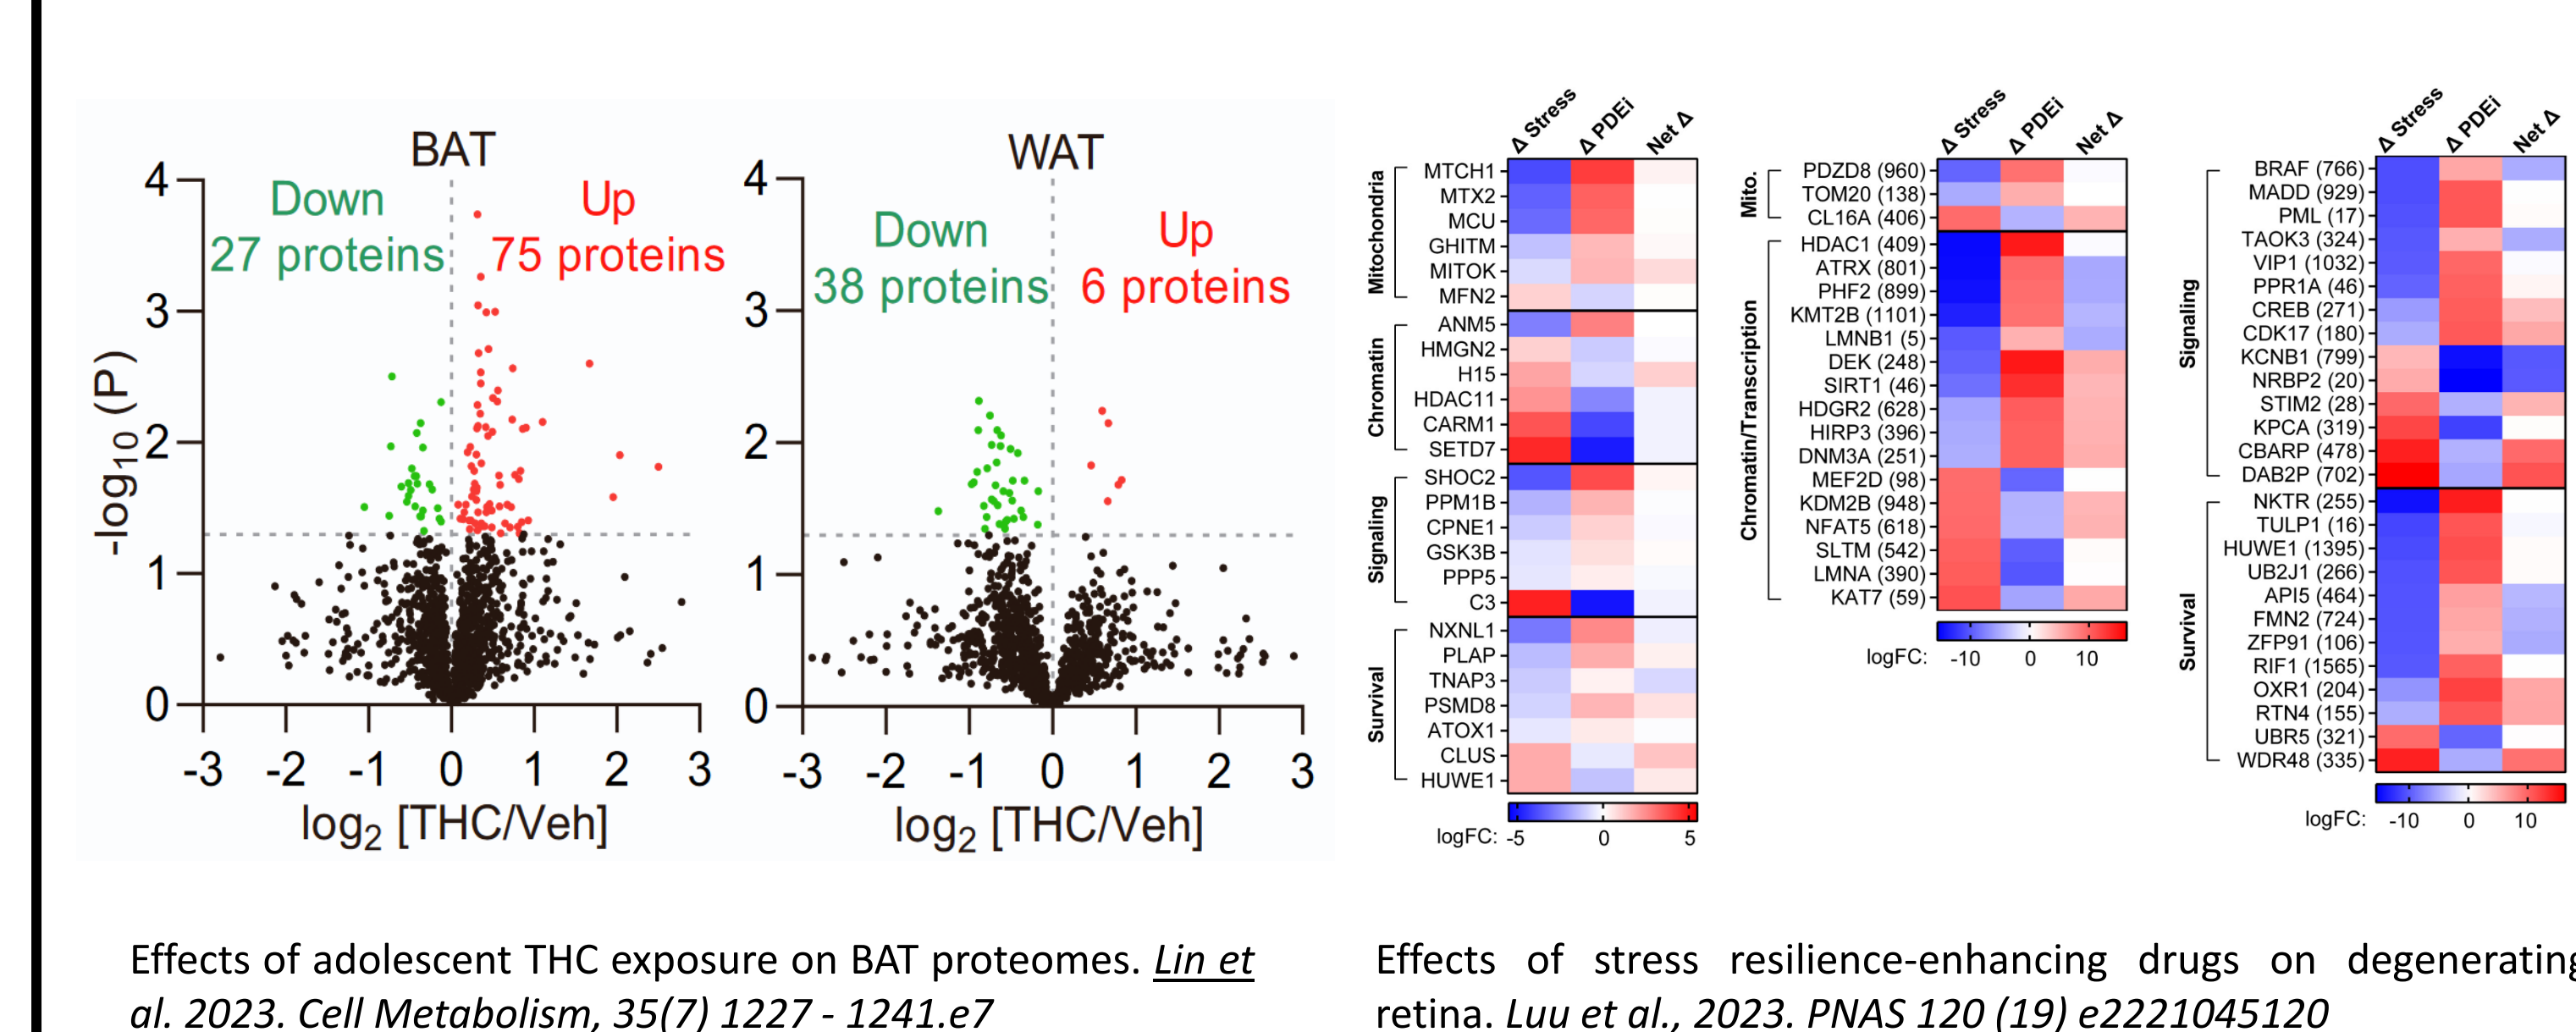 BAT
Down
27 proteins
Up
75 proteins
4
3
2
1
0
-log10 (P)
-3 -2 -1 0 1 2 3
log2 [THC/Veh]
WAT
Down
38 proteins
Up
6 proteins
4
3
2
1
0
-3 -2 -1 0 1 2 3
log2 [THC/Veh]
Δ Stress Δ PDEi Net Δ
Mitochondria
MTCH1
MTX2
MCU
GHITM
MITOK
MFN2
Chromatin
ANM5
HMGN2
H15
HDAC11
CARM1
SETD7
Signaling
SHOC2
PPM1B
CPNE1
GSK3B
PPP5
C3
Survival
NXNL1
PLAP
TNAP3
PSMD8
ATOX1
CLUS
HUWE1
logFC: -5 0 5
Δ Stress Δ PDEi Net Δ
Mito.
PDZD8 (960)
TOM20 (138)
CL16A (406)
Chromatin/Transcription
HDAC1 (409)
ATRX (801)
PHF2 (899)
KMT2B (1101)
LMNB1 (5)
DEK (248)
SIRT1 (46)
HDGR2 (628)
HIRP3 (396)
DNM3A (251)
MEF2D (98)
KDM2B (948)
NFAT5 (618)
SLTM (542)
LMNA (390)
KAT7 (59)
logFC: -10 0 10
Δ Stress Δ PDEi Net Δ
Signaling
BRAF (766)
MADD (929)
PML (17)
TAOK3 (324)
VIP1 (1032)
PPR1A (46)
CREB (271)
CDK17 (180)
KCNB1 (799)
NRBP2 (20)
STIM2 (28)
KPCA (319)
CBARP (478)
DAB2P (702)
Survival
NKTR (255)
TULP1 (16)
HUWE1 (1395)
UB2J1 (266)
API5 (464)
FMN2 (724)
ZFP91 (106)
RIF1 (1565)
OXR1 (204)
RTN4 (155)
UBR5 (321)
WDR48 (335)
logFC: -10 0 10
Effects of adolescent THC exposure on BAT proteomes. Lin et
al. 2023. Cell Metabolism, 35(7) 1227 - 1241.e7
Effects of stress resilience-enhancing drugs on degenerating
retina. Luu et al., 2023. PNAS 120 (19) e2221045120